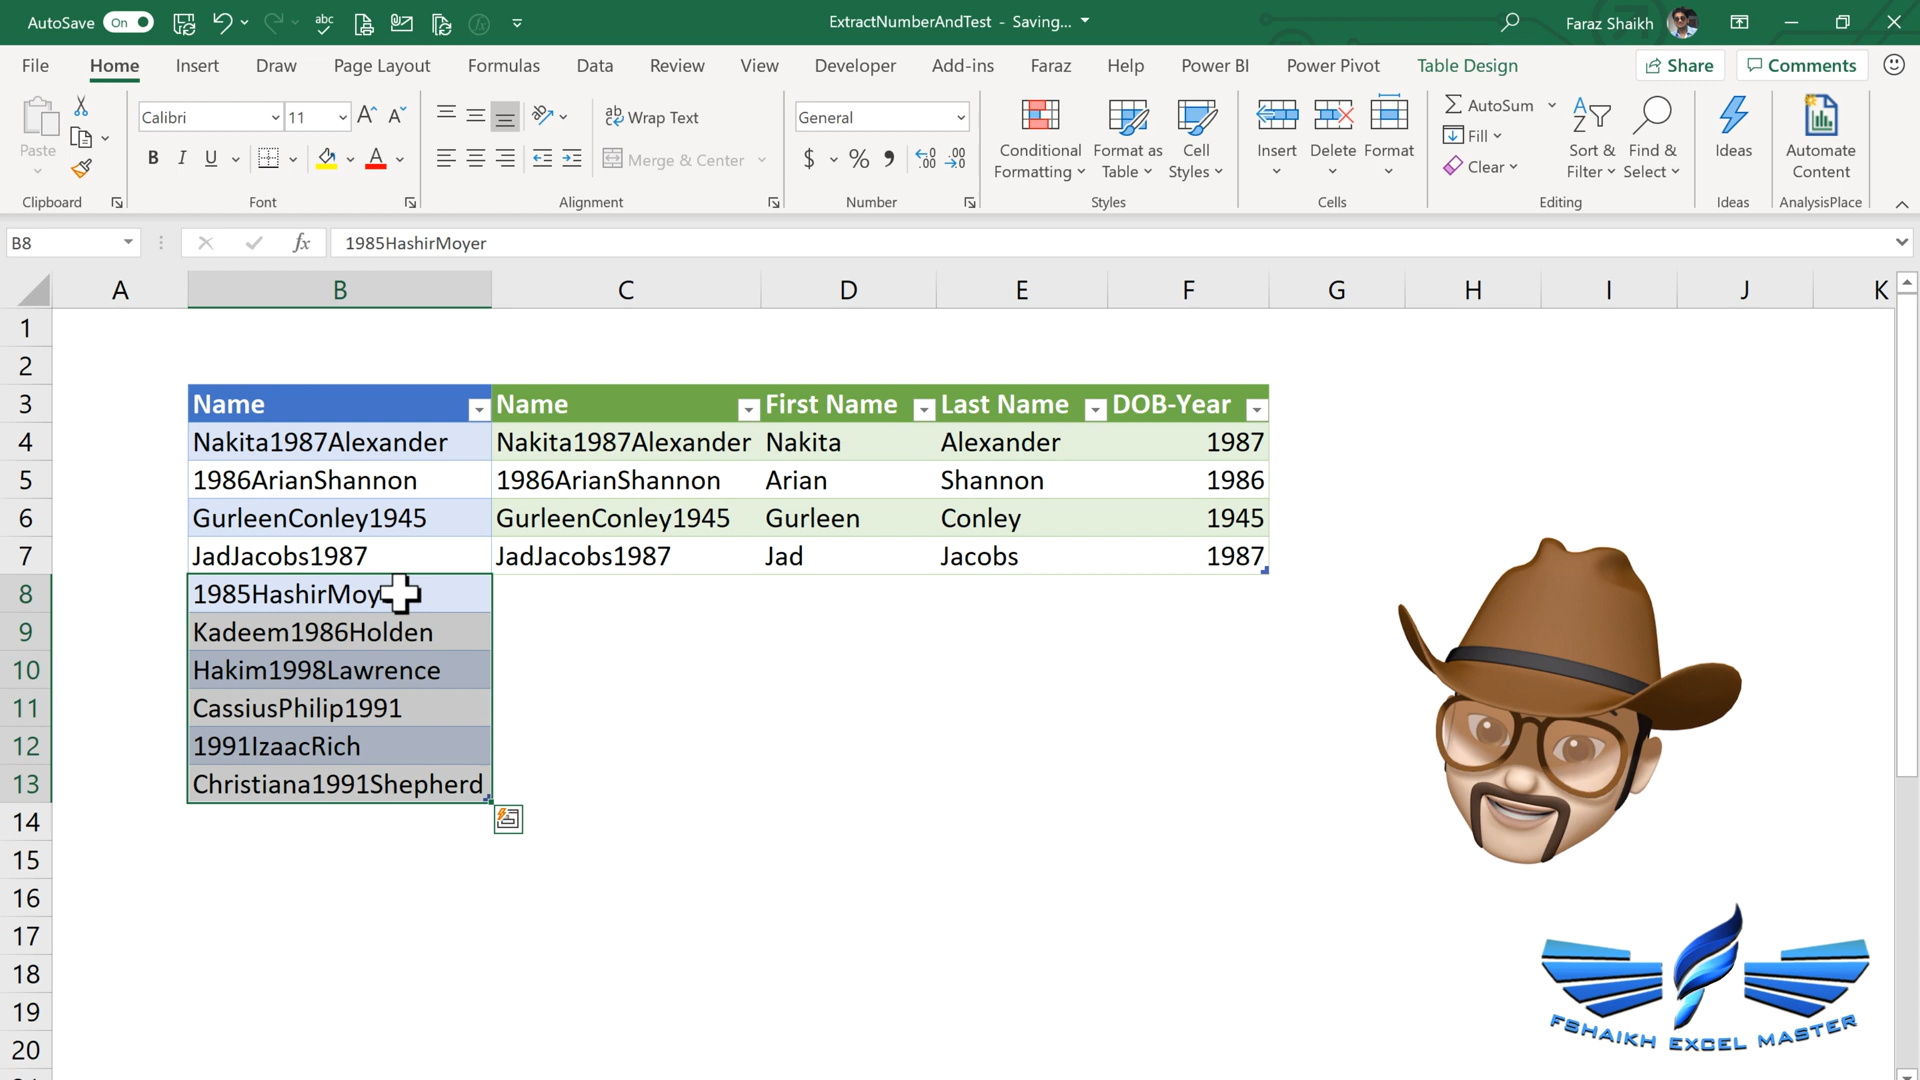 AutoSave On abc ExtractNumberAndTest - Saving... Faraz Shaikh
File Home Insert Draw Page Layout Formulas Data Review View Developer Add-ins Faraz Help Power BI Power Pivot Table Design Share Comments
Calibri 11 A A ab Wrap Text General AutoSum A Z
Paste B I U A Merge & Center $ % , Conditional Formatting Format as Table Cell Styles Insert Delete Format Fill Clear Sort & Filter Find & Select Ideas Automate Content
Clipboard Font Alignment Number Styles Cells Editing Ideas AnalysisPlace
B8 fx 1985HashirMoyer
A B C D E F G H I J K
1
2
3 Name Name First Name Last Name DOB-Year
4 Nakita1987Alexander Nakita1987Alexander Nakita Alexander 1987
5 1986ArianShannon 1986ArianShannon Arian Shannon 1986
6 GurleenConley1945 GurleenConley1945 Gurleen Conley 1945
7 JadJacobs1987 JadJacobs1987 Jad Jacobs 1987
8 1985HashirMoy
9 Kadeem1986Holden
10 Hakim1998Lawrence
11 CassiusPhilip1991
12 1991IzaacRich
13 Christiana1991Shepherd
14
15
16
17
18
19
20
FSHAIKH EXCEL MASTER